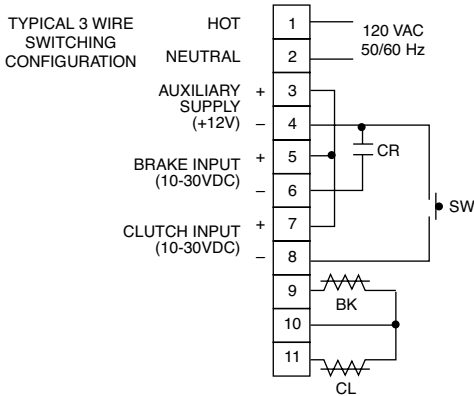 TYPICAL 3 WIRE
SWITCHING
CONFIGURATION
HOT
1
120 VAC
50/60 Hz
NEUTRAL
2
AUXILIARY
SUPPLY
(+12V)
+
3
–
4
BRAKE INPUT
(10-30VDC)
+
5
–
6
CR
SW
CLUTCH INPUT
(10-30VDC)
+
7
–
8
9
BK
10
11
CL